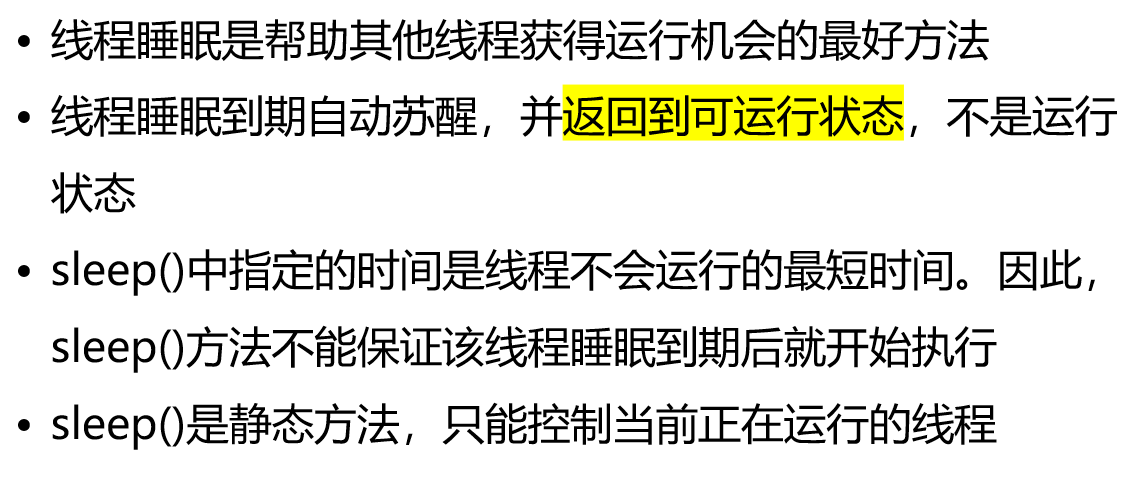 • 线程睡眠是帮助其他线程获得运行机会的最好方法
• 线程睡眠到期自动苏醒，并返回到可运行状态，不是运行
状态
• sleep()中指定的时间是线程不会运行的最短时间。因此，
sleep()方法不能保证该线程睡眠到期后就开始执行
• sleep()是静态方法，只能控制当前正在运行的线程